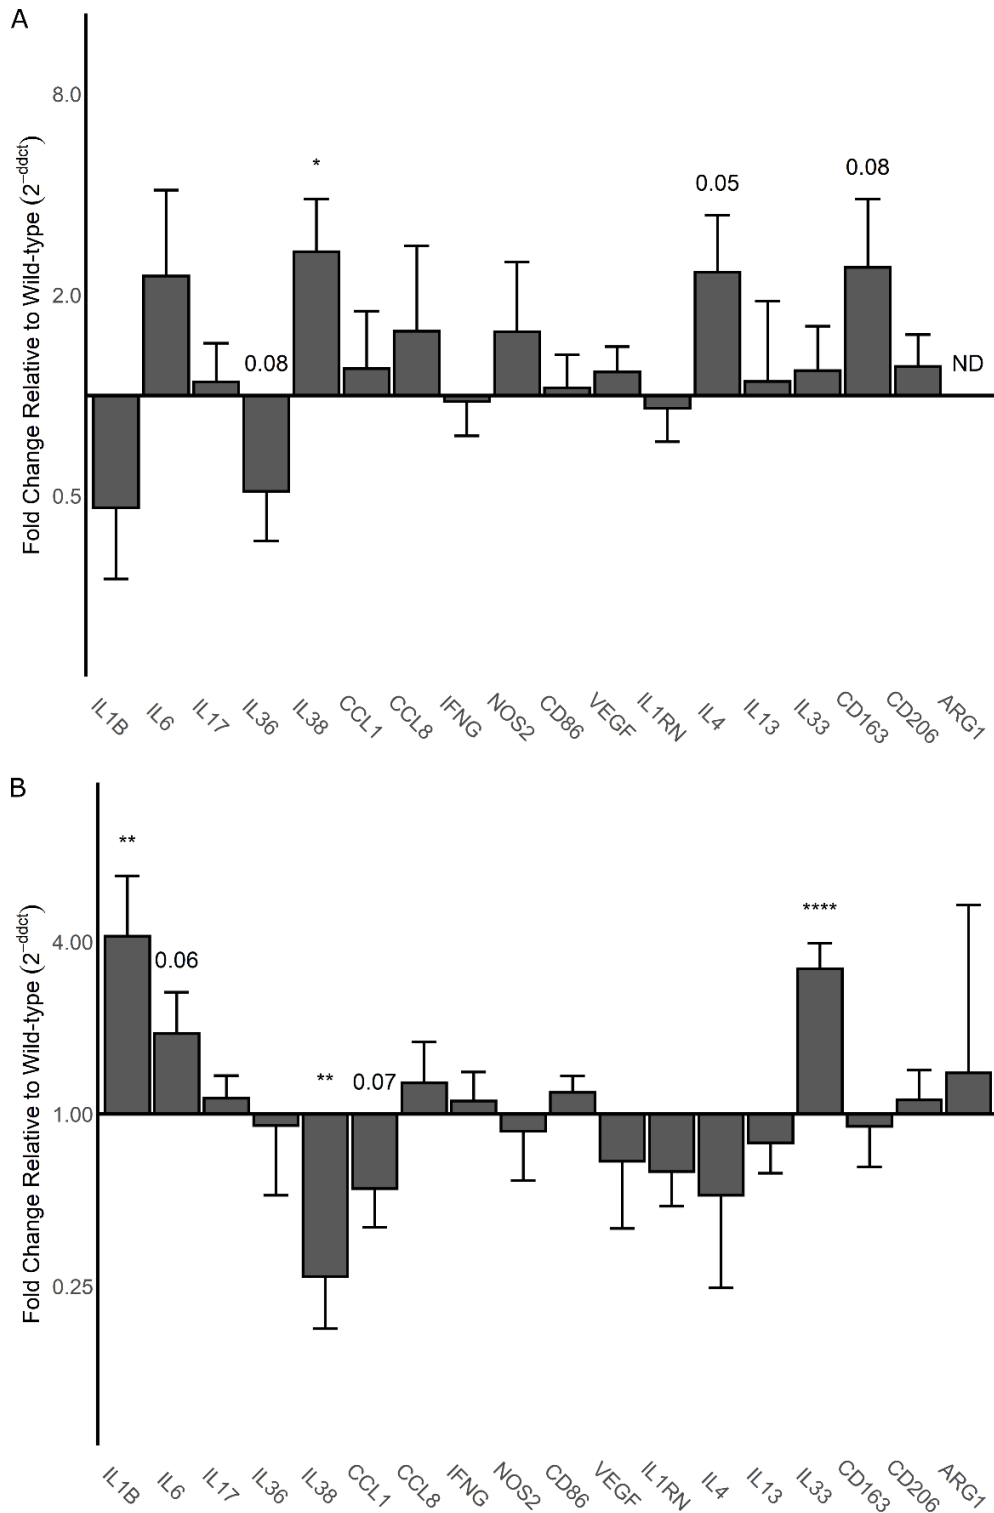 A
Fold Change Relative to Wild-type (2^−ddct)
8.0
2.0
0.5
*
0.05
0.08
0.08
ND
IL1B IL6 IL17 IL36 IL38 CCL1 CCL8 IFNG NOS2 CD86 VEGF IL1RN IL4 IL13 IL33 CD163 CD206 ARG1
B
Fold Change Relative to Wild-type (2^−ddct)
4.00
1.00
0.25
**
0.06
**
0.07
****
IL1B IL6 IL17 IL36 IL38 CCL1 CCL8 IFNG NOS2 CD86 VEGF IL1RN IL4 IL13 IL33 CD163 CD206 ARG1